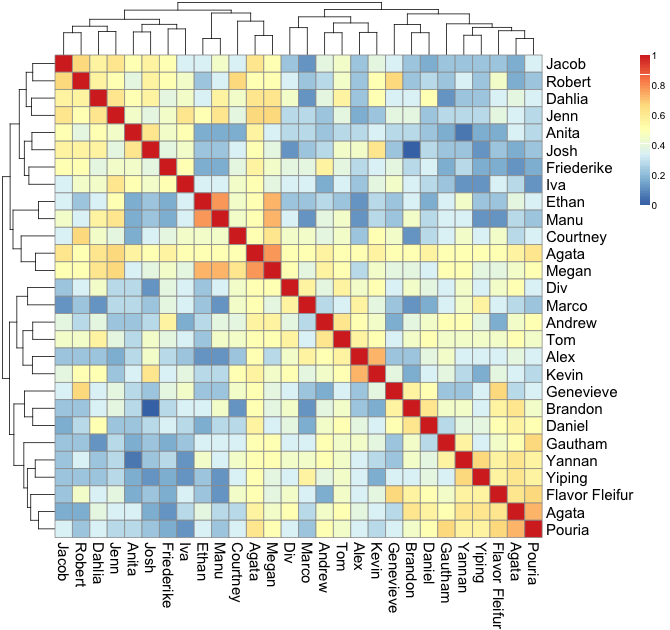 1
0.8
0.6
0.4
0.2
0
Jacob
Robert
Dahlia
Jenn
Anita
Josh
Friederike
Iva
Ethan
Manu
Courtney
Agata
Megan
Div
Marco
Andrew
Tom
Alex
Kevin
Genevieve
Brandon
Daniel
Gautham
Yannan
Yiping
Flavor Fleifur
Agata
Pouria
Jacob
Robert
Dahlia
Jenn
Anita
Josh
Friederike
Iva
Ethan
Manu
Courtney
Agata
Megan
Div
Marco
Andrew
Tom
Alex
Kevin
Genevieve
Brandon
Daniel
Gautham
Yannan
Yiping
Flavor Fleifur
Agata
Pouria